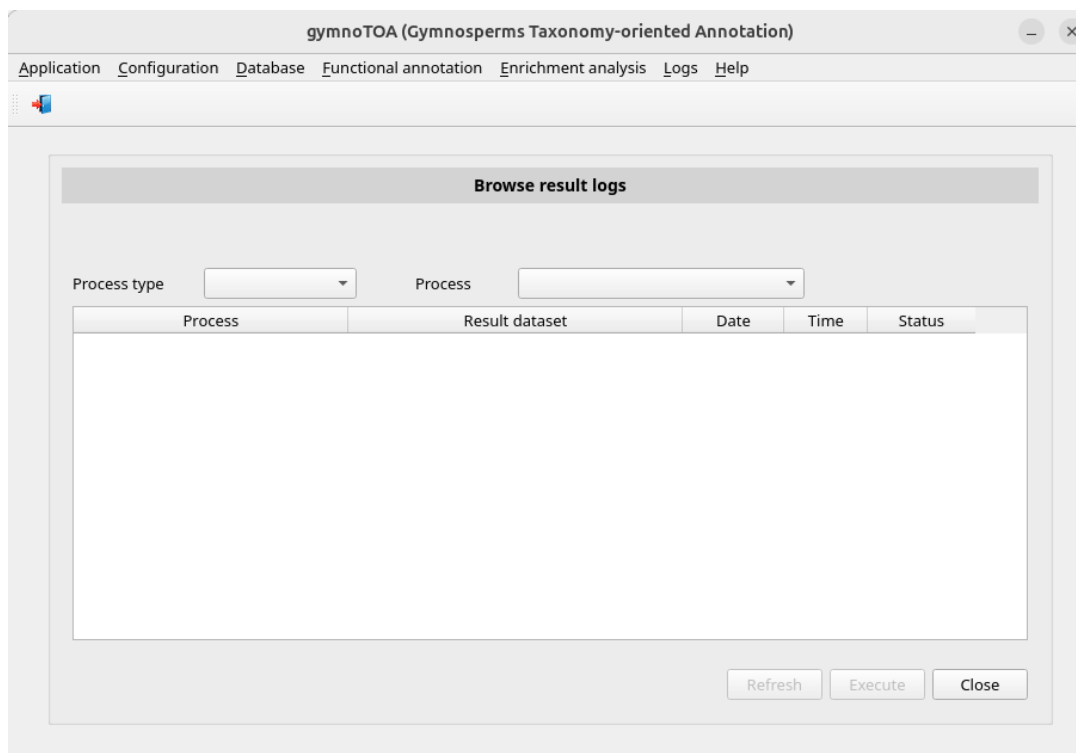 gymnoTOA (Gymnosperms Taxonomy-oriented Annotation)
Application Configuration Database Functional annotation Enrichment analysis Logs Help
Browse result logs
Process type Process
Process Result dataset Date Time Status
Refresh Execute Close